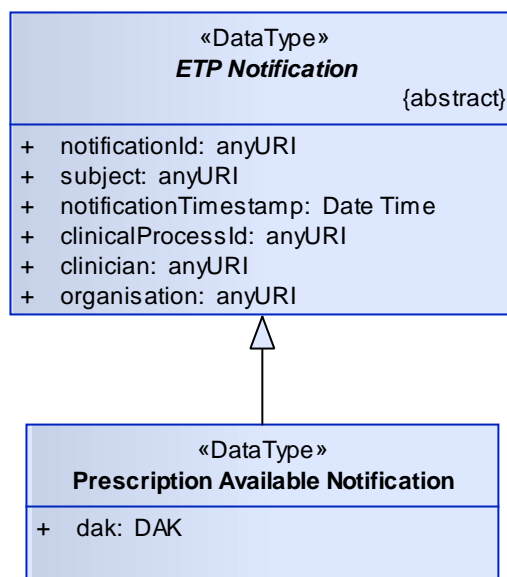 «DataType»
ETP Notification
{abstract}
+ notificationId: anyURI
+ subject: anyURI
+ notificationTimestamp: Date Time
+ clinicalProcessId: anyURI
+ clinician: anyURI
+ organisation: anyURI
«DataType»
Prescription Available Notification
+ dak: DAK